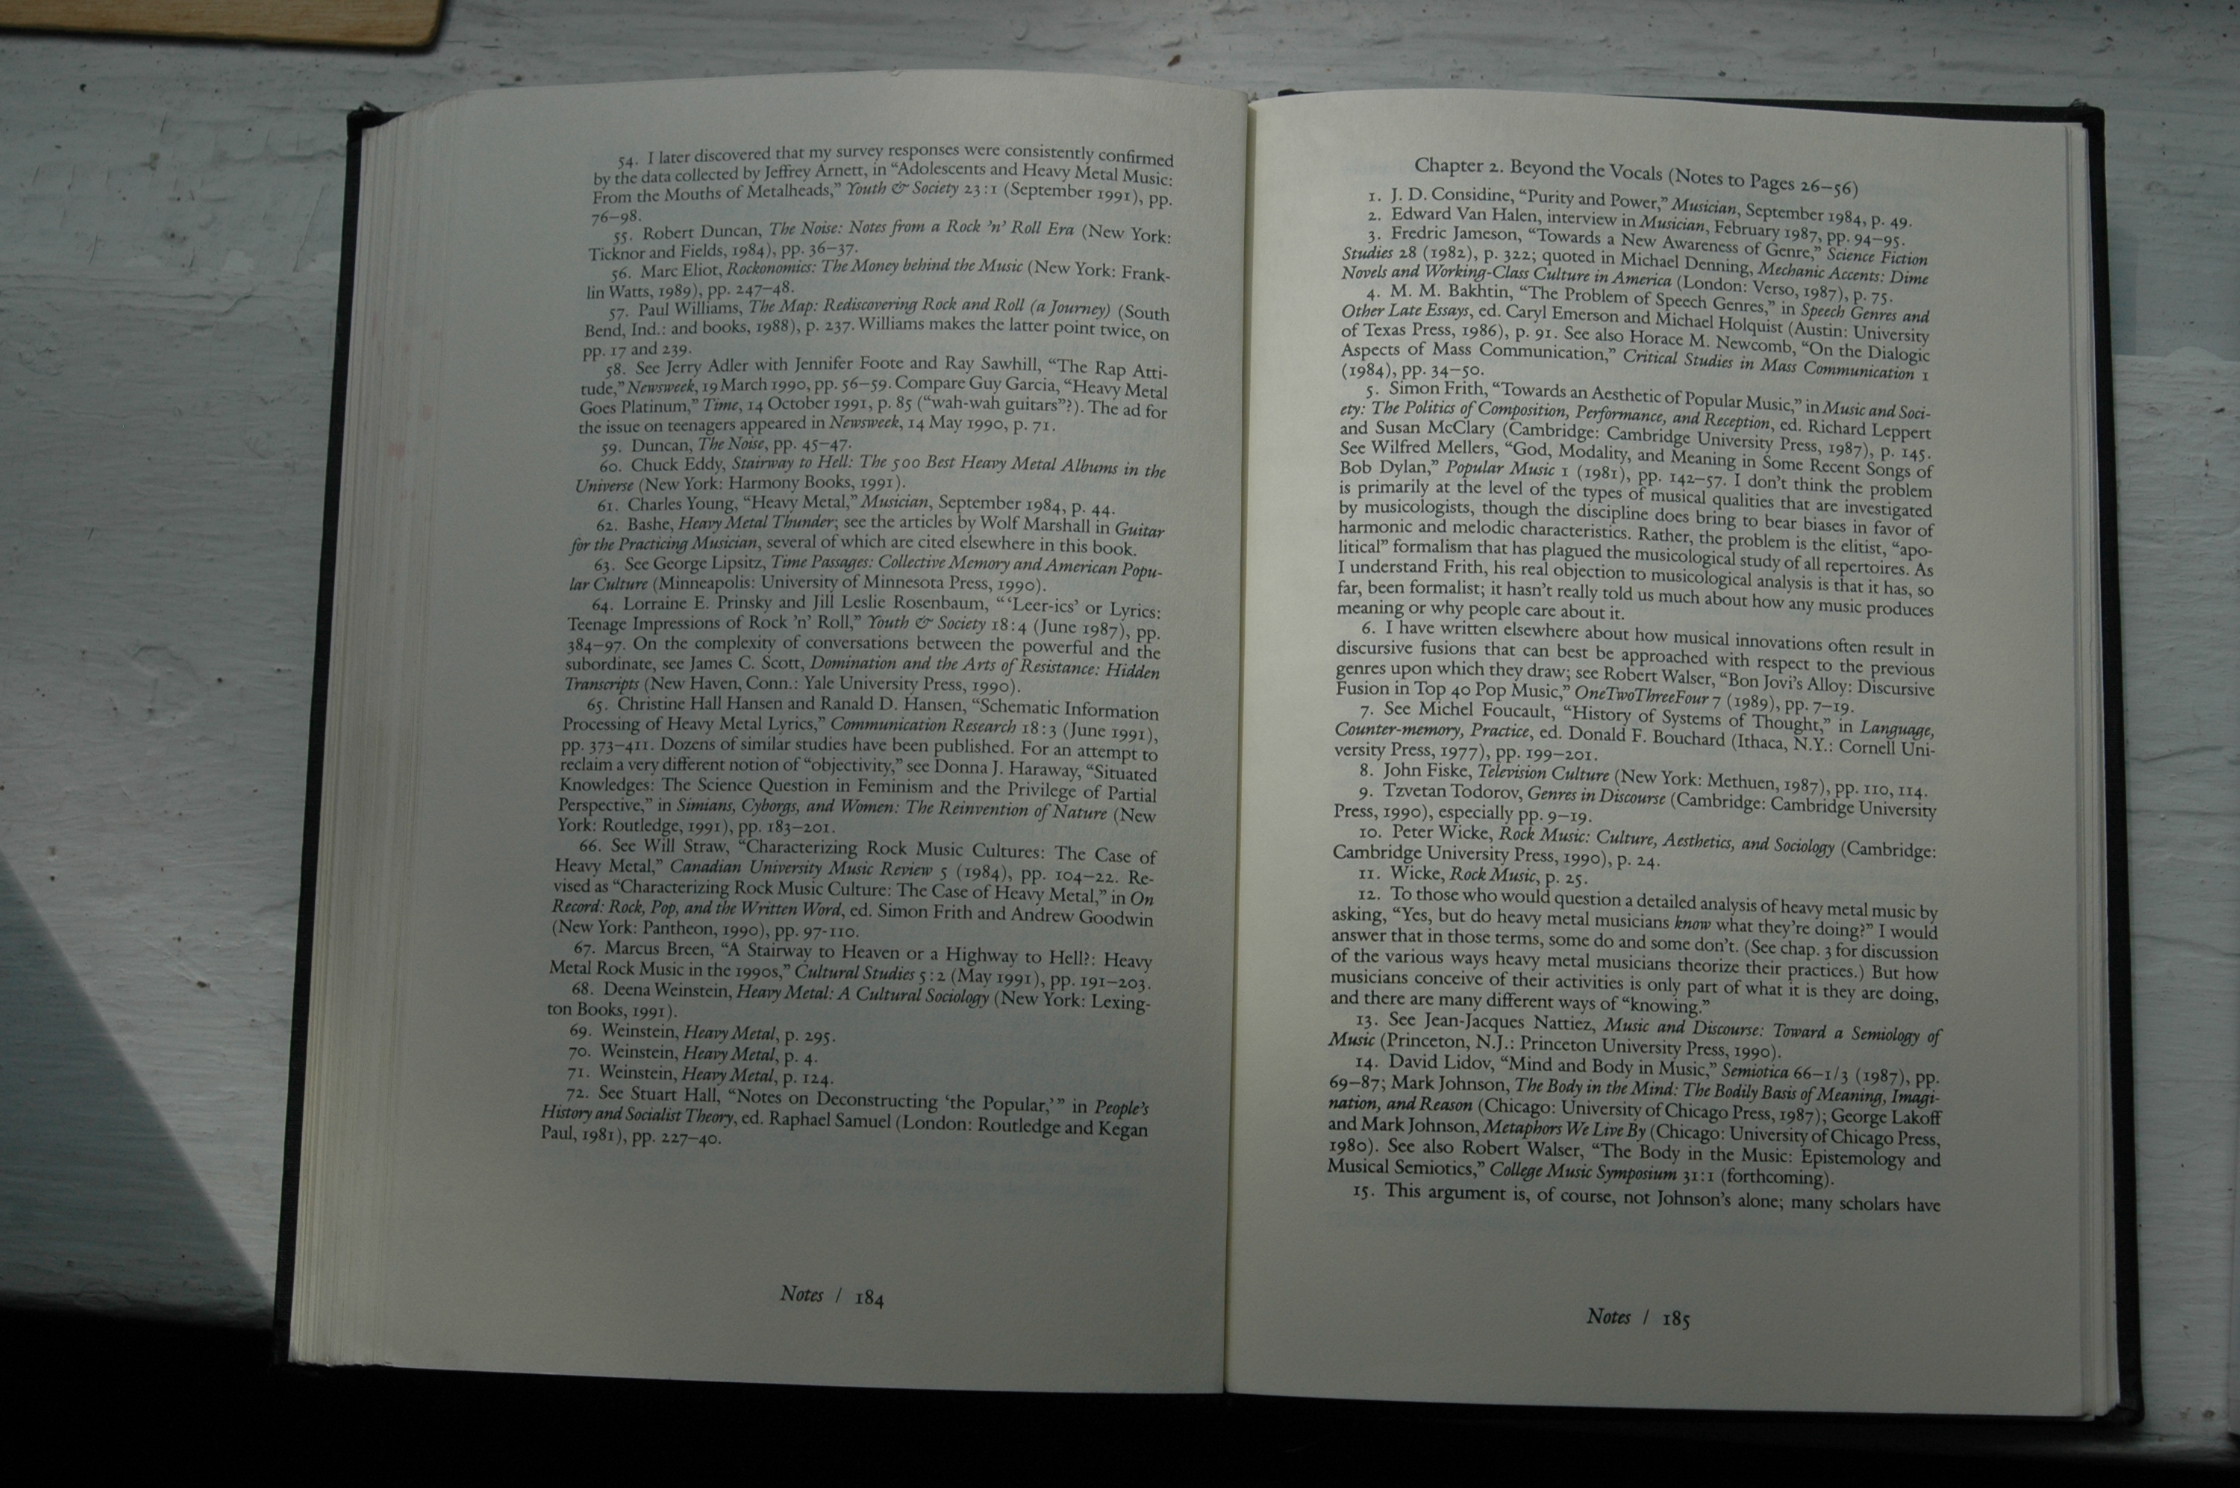 54. I later discovered that my survey responses were consistently confirmed
by the data collected by Jeffrey Arnett, in “Adolescents and Heavy Metal Music:
From the Mouths of Metalheads,” Youth & Society 23:1 (September 1991), pp.
76–98.
55. Robert Duncan, The Noise: Notes from a Rock ’n’ Roll Era (New York:
Ticknor and Fields, 1984), pp. 36–37.
56. Marc Eliot, Rockonomics: The Money behind the Music (New York: Frank-
lin Watts, 1989), pp. 247–48.
57. Paul Williams, The Map: Rediscovering Rock and Roll (a Journey) (South
Bend, Ind.: and books, 1988), p. 237. Williams makes the latter point twice, on
pp. 17 and 239.
58. See Jerry Adler with Jennifer Foote and Ray Sawhill, “The Rap Atti-
tude,” Newsweek, 19 March 1990, pp. 56–59. Compare Guy Garcia, “Heavy Metal
Goes Platinum,” Time, 14 October 1991, p. 85 (“wah-wah guitars”?). The ad for
the issue on teenagers appeared in Newsweek, 14 May 1990, p. 71.
59. Duncan, The Noise, pp. 45–47.
60. Chuck Eddy, Stairway to Hell: The 500 Best Heavy Metal Albums in the
Universe (New York: Harmony Books, 1991).
61. Charles Young, “Heavy Metal,” Musician, September 1984, p. 44.
62. Bashe, Heavy Metal Thunder; see the articles by Wolf Marshall in Guitar
for the Practicing Musician, several of which are cited elsewhere in this book.
63. See George Lipsitz, Time Passages: Collective Memory and American Popu-
lar Culture (Minneapolis: University of Minnesota Press, 1990).
64. Lorraine E. Prinsky and Jill Leslie Rosenbaum, “‘Leer-ics’ or Lyrics:
Teenage Impressions of Rock ’n’ Roll,” Youth & Society 18:4 (June 1987), pp.
384–97. On the complexity of conversations between the powerful and the
subordinate, see James C. Scott, Domination and the Arts of Resistance: Hidden
Transcripts (New Haven, Conn.: Yale University Press, 1990).
65. Christine Hall Hansen and Ranald D. Hansen, “Schematic Information
Processing of Heavy Metal Lyrics,” Communication Research 18:3 (June 1991),
pp. 373–411. Dozens of similar studies have been published. For an attempt to
reclaim a very different notion of “objectivity,” see Donna J. Haraway, “Situated
Knowledges: The Science Question in Feminism and the Privilege of Partial
Perspective,” in Simians, Cyborgs, and Women: The Reinvention of Nature (New
York: Routledge, 1991), pp. 183–201.
66. See Will Straw, “Characterizing Rock Music Cultures: The Case of
Heavy Metal,” Canadian University Music Review 5 (1984), pp. 104–22. Re-
vised as “Characterizing Rock Music Culture: The Case of Heavy Metal,” in On
Record: Rock, Pop, and the Written Word, ed. Simon Frith and Andrew Goodwin
(New York: Pantheon, 1990), pp. 97-110.
67. Marcus Breen, “A Stairway to Heaven or a Highway to Hell?: Heavy
Metal Rock Music in the 1990s,” Cultural Studies 5:2 (May 1991), pp. 191–203.
68. Deena Weinstein, Heavy Metal: A Cultural Sociology (New York: Lexing-
ton Books, 1991).
69. Weinstein, Heavy Metal, p. 295.
70. Weinstein, Heavy Metal, p. 4.
71. Weinstein, Heavy Metal, p. 124.
72. See Stuart Hall, “Notes on Deconstructing ‘the Popular,’” in People’s
History and Socialist Theory, ed. Raphael Samuel (London: Routledge and Kegan
Paul, 1981), pp. 227–40.
Notes / 184
Chapter 2. Beyond the Vocals (Notes to Pages 26–56)
1. J. D. Considine, “Purity and Power,” Musician, September 1984, p. 49.
2. Edward Van Halen, interview in Musician, February 1987, pp. 94–95.
3. Fredric Jameson, “Towards a New Awareness of Genre,” Science Fiction
Studies 28 (1982), p. 322; quoted in Michael Denning, Mechanic Accents: Dime
Novels and Working-Class Culture in America (London: Verso, 1987), p. 75.
4. M. M. Bakhtin, “The Problem of Speech Genres,” in Speech Genres and
Other Late Essays, ed. Caryl Emerson and Michael Holquist (Austin: University
of Texas Press, 1986), p. 91. See also Horace M. Newcomb, “On the Dialogic
Aspects of Mass Communication,” Critical Studies in Mass Communication 1
(1984), pp. 34–50.
5. Simon Frith, “Towards an Aesthetic of Popular Music,” in Music and Soci-
ety: The Politics of Composition, Performance, and Reception, ed. Richard Leppert
and Susan McClary (Cambridge: Cambridge University Press, 1987), p. 145.
See Wilfred Mellers, “God, Modality, and Meaning in Some Recent Songs of
Bob Dylan,” Popular Music 1 (1981), pp. 142–57. I don’t think the problem
is primarily at the level of the types of musical qualities that are investigated
by musicologists, though the discipline does bring to bear biases in favor of
harmonic and melodic characteristics. Rather, the problem is the elitist, “apo-
litical” formalism that has plagued the musicological study of all repertoires. As
I understand Frith, his real objection to musicological analysis is that it has, so
far, been formalist; it hasn’t really told us much about how any music produces
meaning or why people care about it.
6. I have written elsewhere about how musical innovations often result in
discursive fusions that can best be approached with respect to the previous
genres upon which they draw; see Robert Walser, “Bon Jovi’s Alloy: Discursive
Fusion in Top 40 Pop Music,” OneTwoThreeFour 7 (1989), pp. 7–19.
7. See Michel Foucault, “History of Systems of Thought,” in Language,
Counter-memory, Practice, ed. Donald F. Bouchard (Ithaca, N.Y.: Cornell Uni-
versity Press, 1977), pp. 199–201.
8. John Fiske, Television Culture (New York: Methuen, 1987), pp. 110, 114.
9. Tzvetan Todorov, Genres in Discourse (Cambridge: Cambridge University
Press, 1990), especially pp. 9–19.
10. Peter Wicke, Rock Music: Culture, Aesthetics, and Sociology (Cambridge:
Cambridge University Press, 1990), p. 24.
11. Wicke, Rock Music, p. 25.
12. To those who would question a detailed analysis of heavy metal music by
asking, “Yes, but do heavy metal musicians know what they’re doing?” I would
answer that in those terms, some do and some don’t. (See chap. 3 for discussion
of the various ways heavy metal musicians theorize their practices.) But how
musicians conceive of their activities is only part of what it is they are doing,
and there are many different ways of “knowing.”
13. See Jean-Jacques Nattiez, Music and Discourse: Toward a Semiology of
Music (Princeton, N.J.: Princeton University Press, 1990).
14. David Lidov, “Mind and Body in Music,” Semiotica 66–1/3 (1987), pp.
69–87; Mark Johnson, The Body in the Mind: The Bodily Basis of Meaning, Imagi-
nation, and Reason (Chicago: University of Chicago Press, 1987); George Lakoff
and Mark Johnson, Metaphors We Live By (Chicago: University of Chicago Press,
1980). See also Robert Walser, “The Body in the Music: Epistemology and
Musical Semiotics,” College Music Symposium 31:1 (forthcoming).
15. This argument is, of course, not Johnson’s alone; many scholars have
Notes / 185